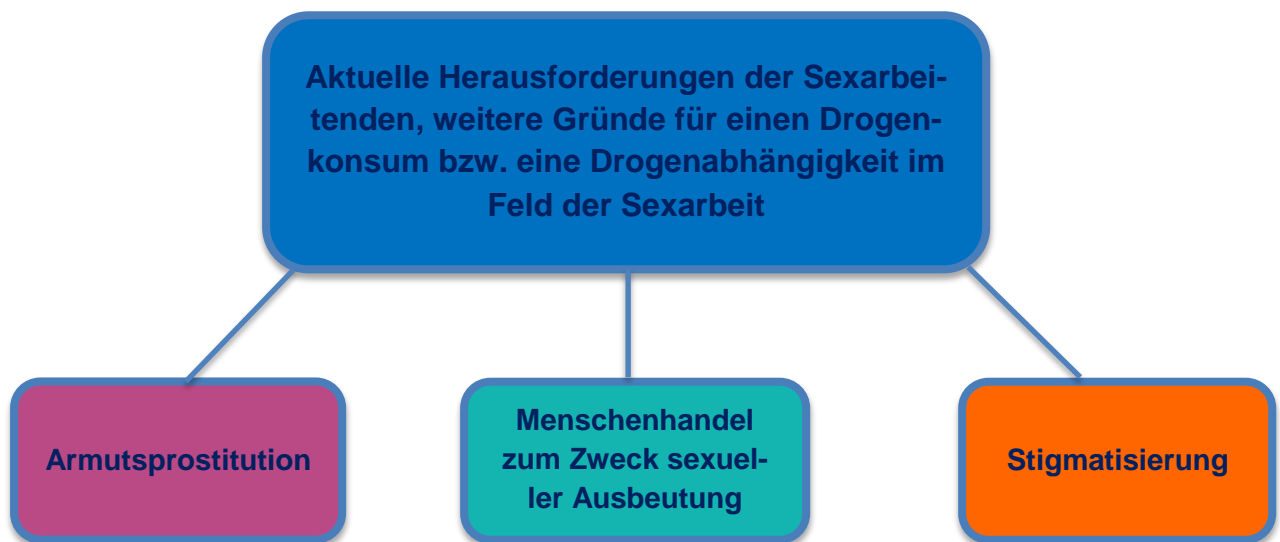 Aktuelle Herausforderungen der Sexarbei-
tenden, weitere Gründe für einen Drogen-
konsum bzw. eine Drogenabhängigkeit im
Feld der Sexarbeit
Armutsprostitution
Menschenhandel
zum Zweck sexuel-
ler Ausbeutung
Stigmatisierung